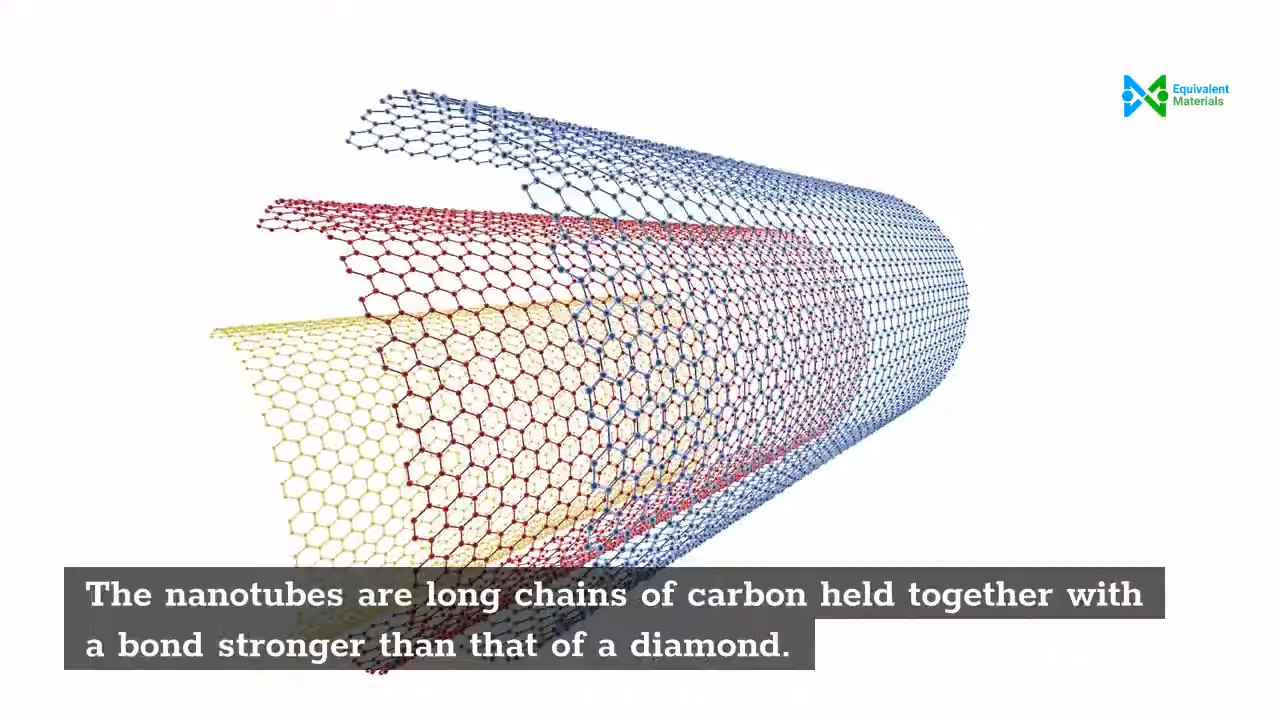 Equivalent
Materials
The nanotubes are long chains of carbon held together with
a bond stronger than that of a diamond.